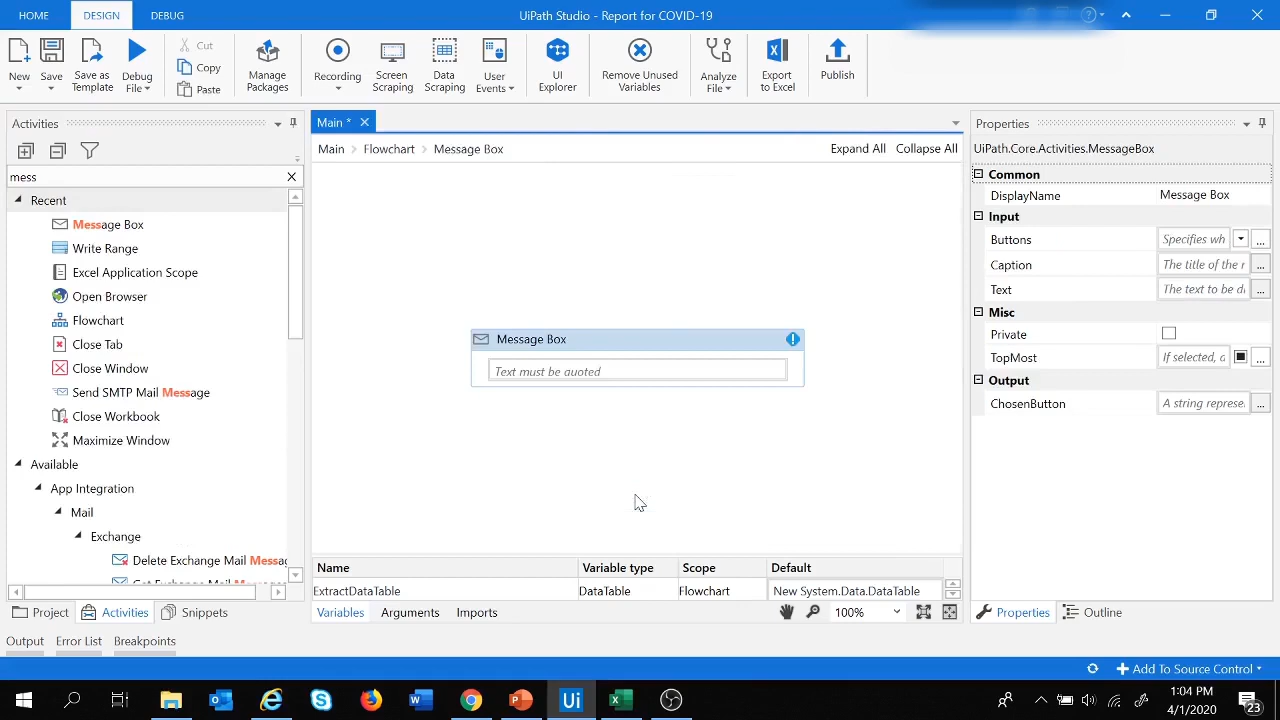 HOME
DESIGN
DEBUG
UiPath Studio - Report for COVID-19
New
Save
Save as Template
Debug File
Cut
Copy
Paste
Manage Packages
Recording
Screen Scraping
Data Scraping
User Events
UI Explorer
Remove Unused Variables
Analyze File
Export to Excel
Publish
Activities
mess
Recent
Message Box
Write Range
Excel Application Scope
Open Browser
Flowchart
Close Tab
Close Window
Send SMTP Mail Message
Close Workbook
Maximize Window
Available
App Integration
Mail
Exchange
Delete Exchange Mail Messa
Get Exchange Mail Messages
Project
Activities
Snippets
Main *
Main > Flowchart > Message Box
Expand All
Collapse All
Message Box
Text must be quoted
Name
Variable type
Scope
Default
ExtractDataTable
DataTable
Flowchart
New System.Data.DataTable
Variables
Arguments
Imports
100%
Properties
UiPath.Core.Activities.MessageBox
Common
DisplayName
Message Box
Input
Buttons
Specifies wh
Caption
The title of the r
Text
The text to be di
Misc
Private
TopMost
If selected, a
Output
ChosenButton
A string represe.
Properties
Outline
Output
Error List
Breakpoints
Add To Source Control
Ui
1:04 PM
4/1/2020
23